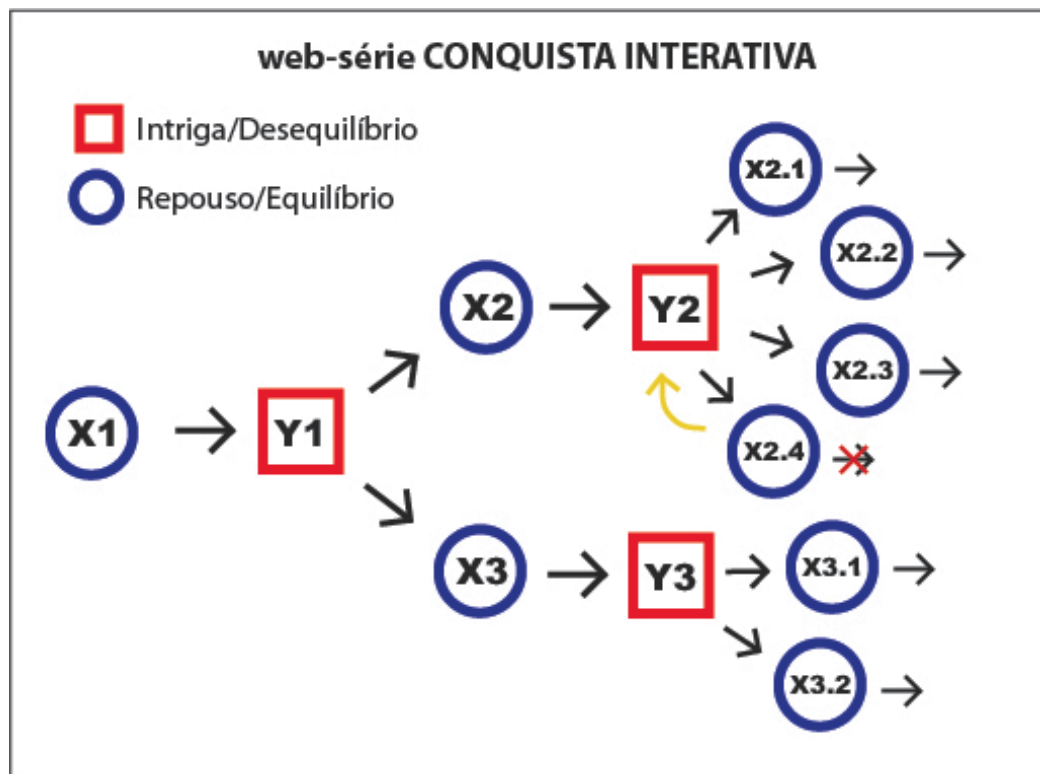 web-série CONQUISTA INTERATIVA
Intriga/Desequilíbrio
Repouso/Equilíbrio
X2.1
X2.2
X2
Y2
X2.3
X1
Y1
X2.4
X3
Y3
X3.1
X3.2